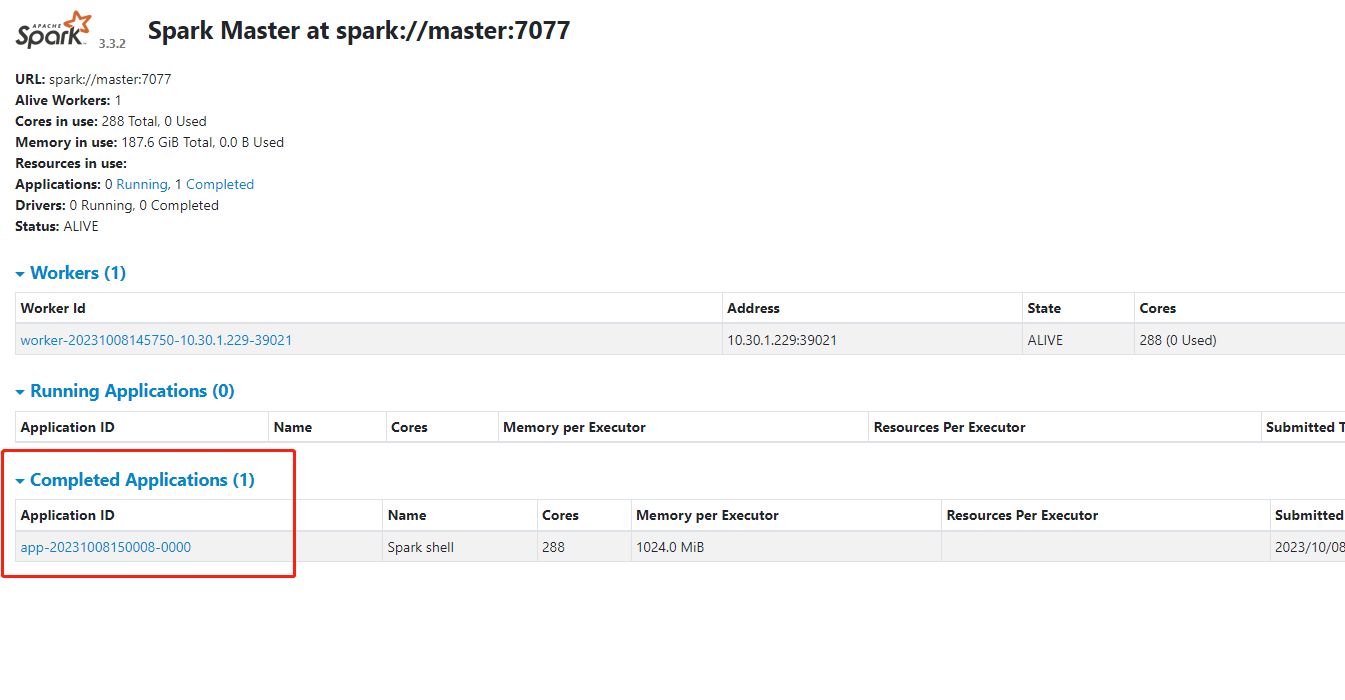 APACHE
Spark 3.3.2 Spark Master at spark://master:7077
URL: spark://master:7077
Alive Workers: 1
Cores in use: 288 Total, 0 Used
Memory in use: 187.6 GiB Total, 0.0 B Used
Resources in use:
Applications: 0 Running, 1 Completed
Drivers: 0 Running, 0 Completed
Status: ALIVE
Workers (1)
Worker Id Address State Cores
worker-20231008145750-10.30.1.229-39021 10.30.1.229:39021 ALIVE 288 (0 Used)
Running Applications (0)
Application ID Name Cores Memory per Executor Resources Per Executor Submitted T
Completed Applications (1)
Application ID Name Cores Memory per Executor Resources Per Executor Submitted
app-20231008150008-0000 Spark shell 288 1024.0 MiB 2023/10/08